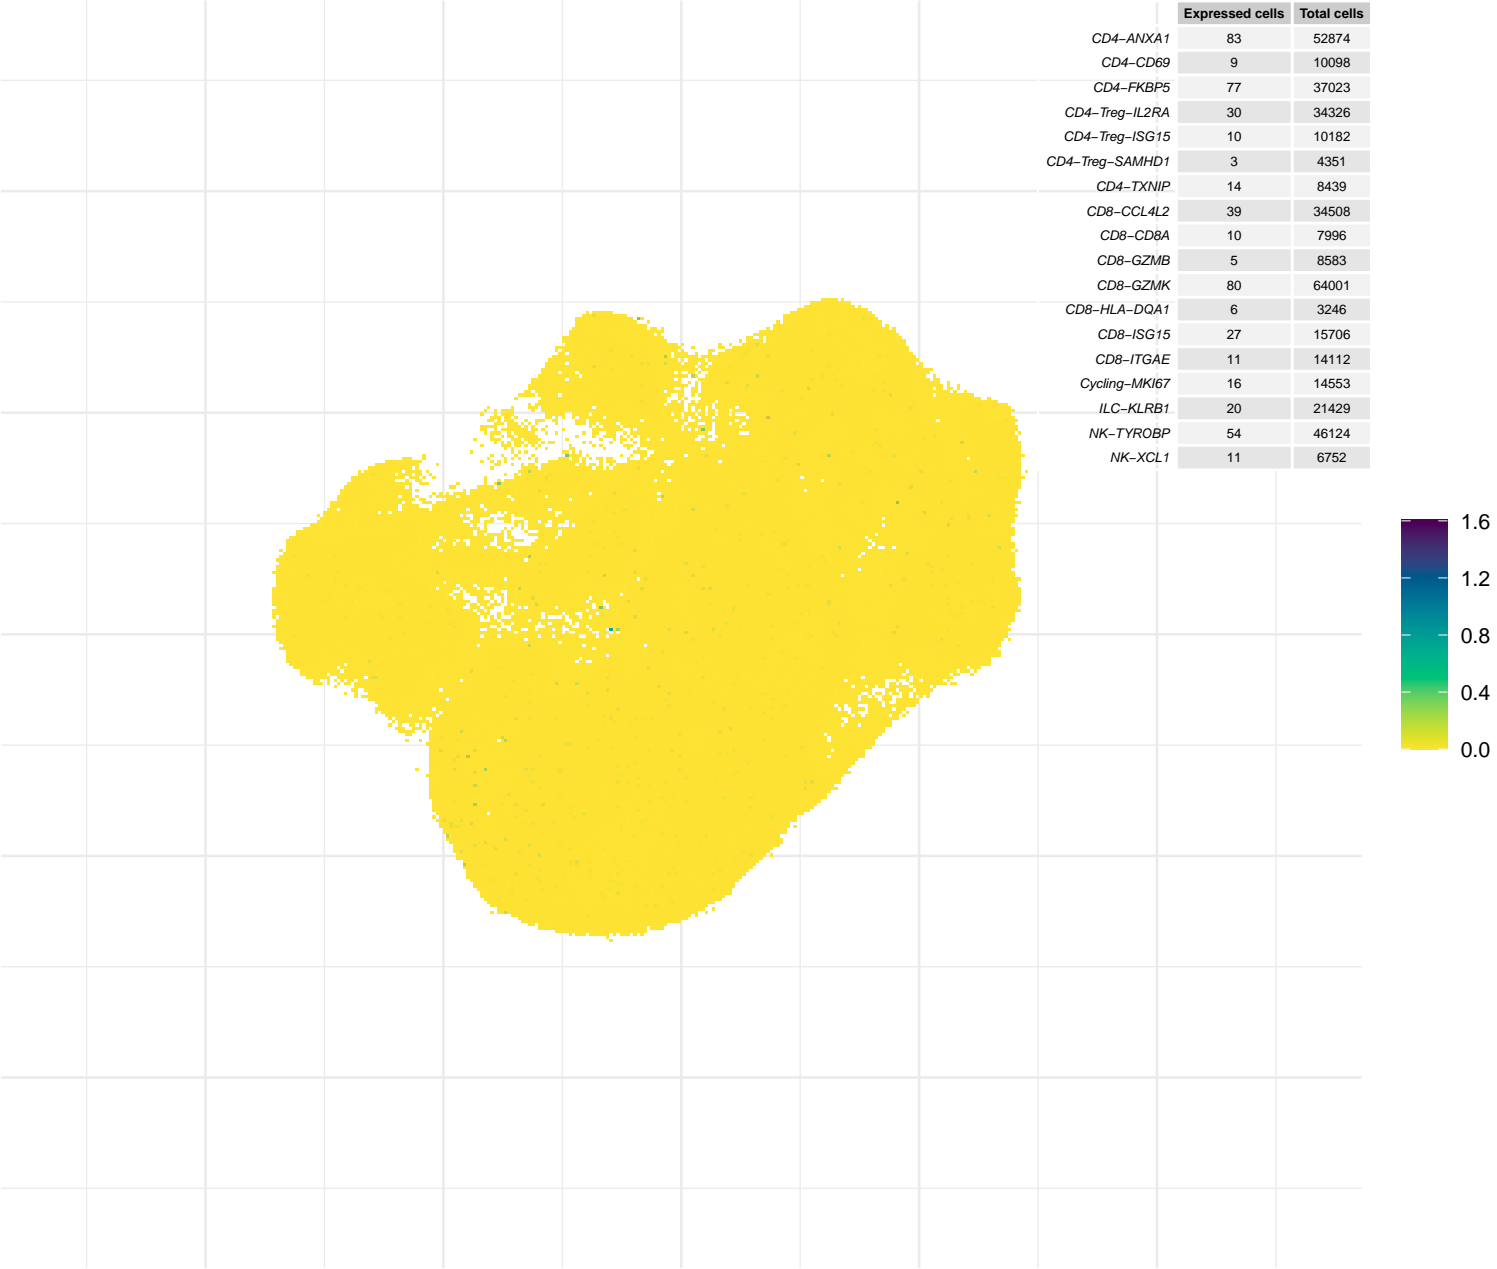 Expressed cells Total cells
CD4−ANXA1 83 52874
CD4−CD69 9 10098
CD4−FKBP5 77 37023
CD4−Treg−IL2RA 30 34326
CD4−Treg−ISG15 10 10182
CD4−Treg−SAMHD1 3 4351
CD4−TXNIP 14 8439
CD8−CCL4L2 39 34508
CD8−CD8A 10 7996
CD8−GZMB 5 8583
CD8−GZMK 80 64001
CD8−HLA−DQA1 6 3246
CD8−ISG15 27 15706
CD8−ITGAE 11 14112
Cycling−MKI67 16 14553
ILC−KLRB1 20 21429
NK−TYROBP 54 46124
NK−XCL1 11 6752
1.6
1.2
0.8
0.4
0.0